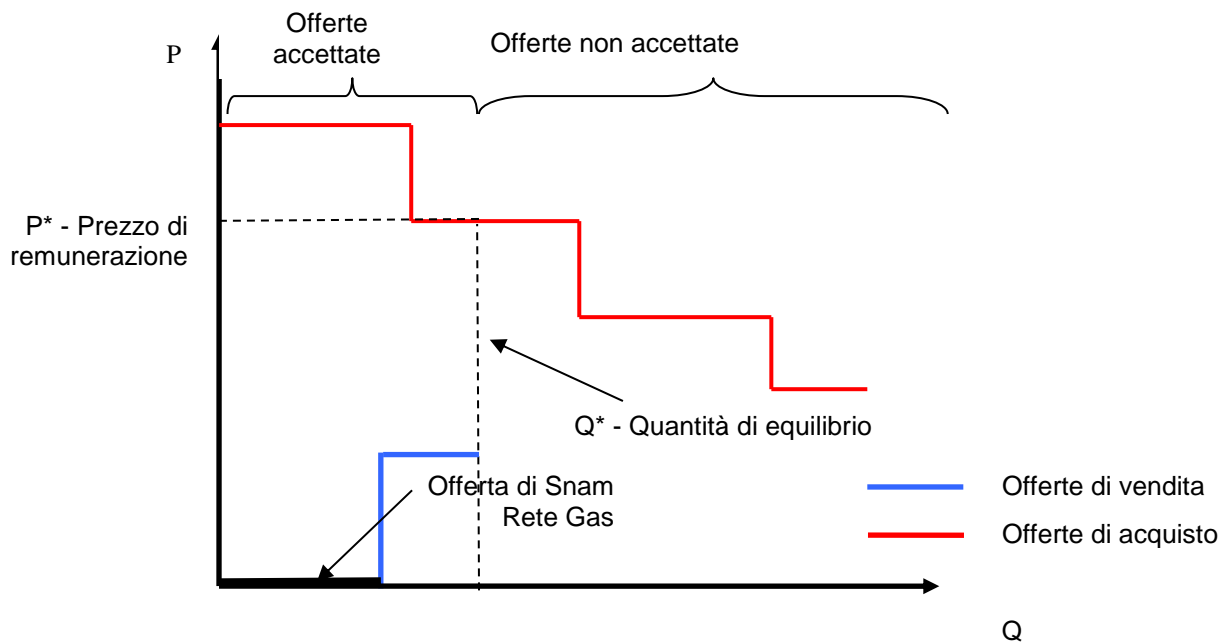 Offerte
accettate
Offerte non accettate
P
P* - Prezzo di
remunerazione
Q* - Quantità di equilibrio
Offerta di Snam
Rete Gas
Offerte di vendita
Offerte di acquisto
Q